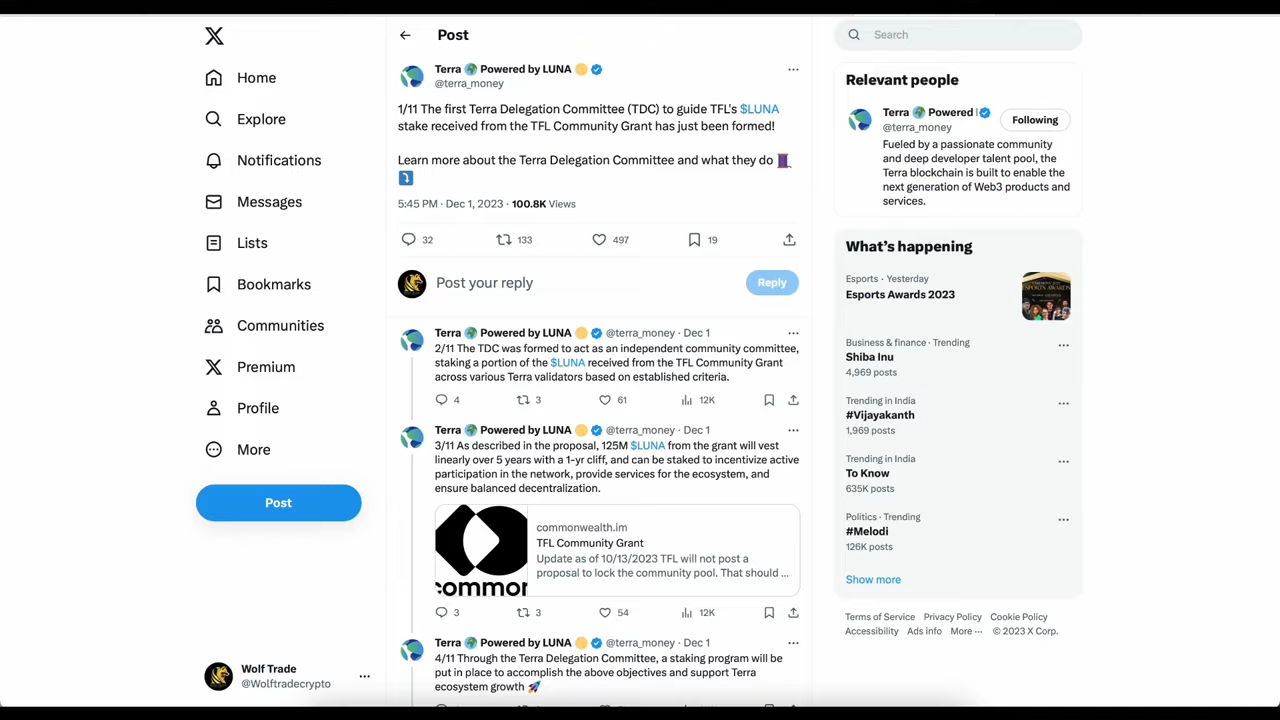 Home
Explore
Notifications
Messages
Lists
Bookmarks
Communities
Premium
Profile
More
Post
Wolf Trade
@Wolftradecrypto
Post
Terra 🌍 Powered by LUNA 🌕
@terra_money
1/11 The first Terra Delegation Committee (TDC) to guide TFL's $LUNA
stake received from the TFL Community Grant has just been formed!
Learn more about the Terra Delegation Committee and what they do 🧵
⤵️
5:45 PM · Dec 1, 2023 · 100.8K Views
32 133 497 19
Post your reply
Reply
Terra 🌍 Powered by LUNA 🌕 @terra_money · Dec 1
2/11 The TDC was formed to act as an independent community committee,
staking a portion of the $LUNA received from the TFL Community Grant
across various Terra validators based on established criteria.
4 3 61 12K
Terra 🌍 Powered by LUNA 🌕 @terra_money · Dec 1
3/11 As described in the proposal, 125M $LUNA from the grant will vest
linearly over 5 years with a 1-yr cliff, and can be staked to incentivize active
participation in the network, provide services for the ecosystem, and
ensure balanced decentralization.
commor
commonwealth.im
TFL Community Grant
Update as of 10/13/2023 TFL will not post a
proposal to lock the community pool. That should ...
3 3 54 12K
Terra 🌍 Powered by LUNA 🌕 @terra_money · Dec 1
4/11 Through the Terra Delegation Committee, a staking program will be
put in place to accomplish the above objectives and support Terra
ecosystem growth 🚀
Search
Relevant people
Terra 🌍 Powered
@terra_money
Following
Fueled by a passionate community
and deep developer talent pool, the
Terra blockchain is built to enable the
next generation of Web3 products and
services.
What's happening
Esports · Yesterday
Esports Awards 2023
Business & finance · Trending
Shiba Inu
4,969 posts
Trending in India
#Vijayakanth
1,969 posts
Trending in India
To Know
635K posts
Politics · Trending
#Melodi
126K posts
Show more
Terms of Service Privacy Policy Cookie Policy
Accessibility Ads info More ··· © 2023 X Corp.